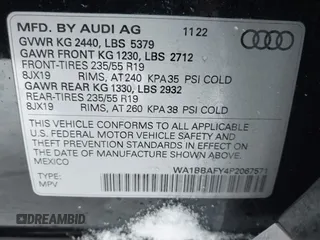 MFD. BY AUDI AG 11 22
GVWR KG 2440, LBS 5379
GAWR FRONT KG 1230, LBS 2712
FRONT-TIRES 235/55 R19
8JX19 RIMS, AT 240 KPA 35 PSI COLD
GAWR REAR KG 1330, LBS 2932
REAR-TIRES 235/55 R19
8JX19 RIMS, AT 260 KPA 38 PSI COLD
THIS VEHICLE CONFORMS TO ALL APPLICABLE
U.S. FEDERAL MOTOR VEHICLE SAFETY AND
THEFT PREVENTION STANDARDS IN EFFECT ON
THE DATE OF MANUFACTURE SHOWN ABOVE.
MEXICO
TYPE: WA1BBAFY4P2067571
MPV
DREAMBID